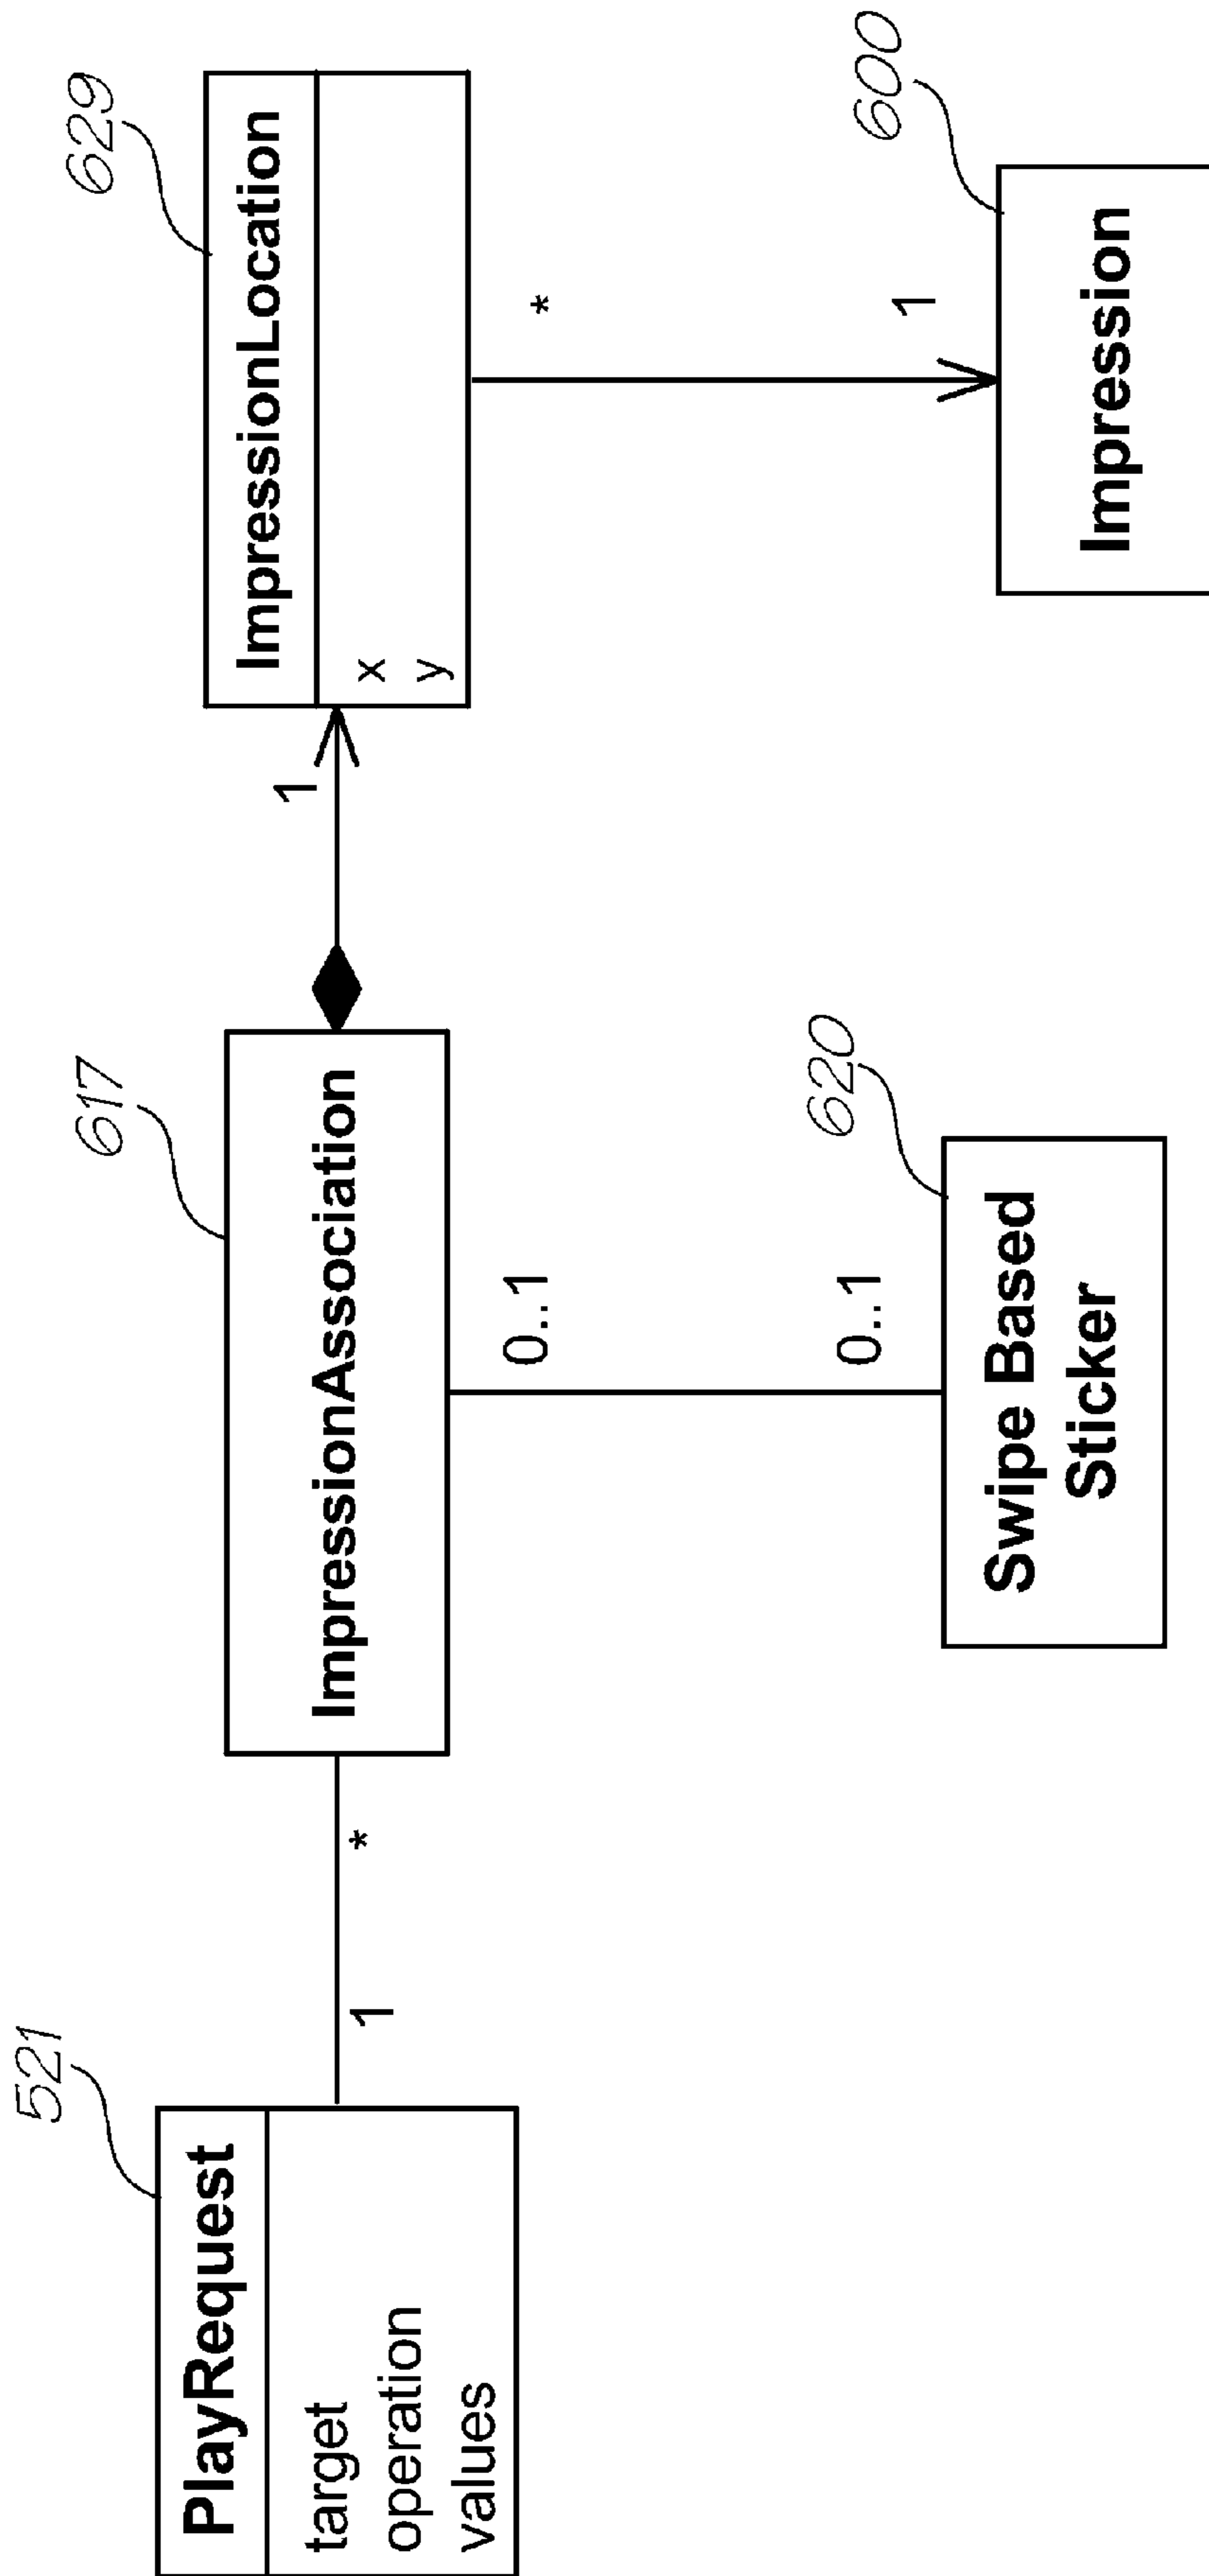 521
PlayRequest
target
operation
values
1
*
617
ImpressionAssociation
1
0..1
0..1
620
Swipe Based
Sticker
629
ImpressionLocation
x
y
*
1
600
Impression